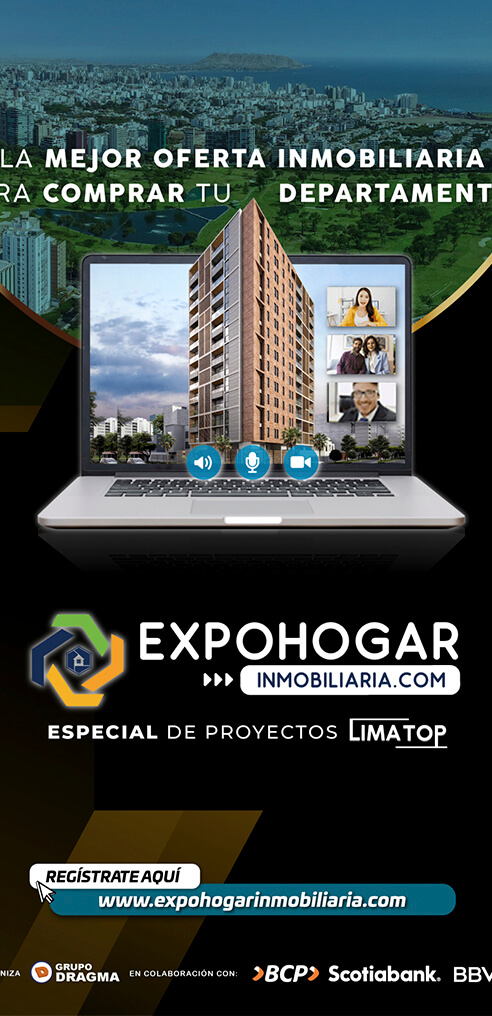 LA MEJOR OFERTA INMOBILIARIA
RA COMPRAR TU DEPARTAMENT
EXPOHOGAR
INMOBILIARIA.COM
ESPECIAL DE PROYECTOS LIMATOP
REGÍSTRATE AQUÍ
www.expohogarinmobiliaria.com
NIZA GRUPO DRAGMA EN COLABORACIÓN CON: BCP Scotiabank. BBV